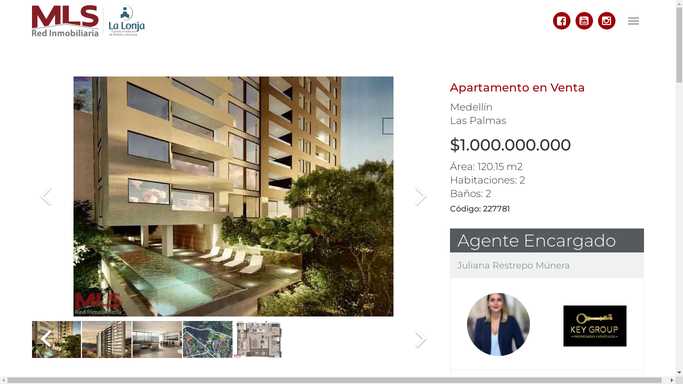 MLS
Red Inmobiliaria
La Lonja
Apartamento en Venta
Medellín
Las Palmas
$1.000.000.000
Área: 120.15 m2
Habitaciones: 2
Baños: 2
Código: 227781
Agente Encargado
Juliana Restrepo Múnera
MLS
Red Inmobiliaria
KEY GROUP